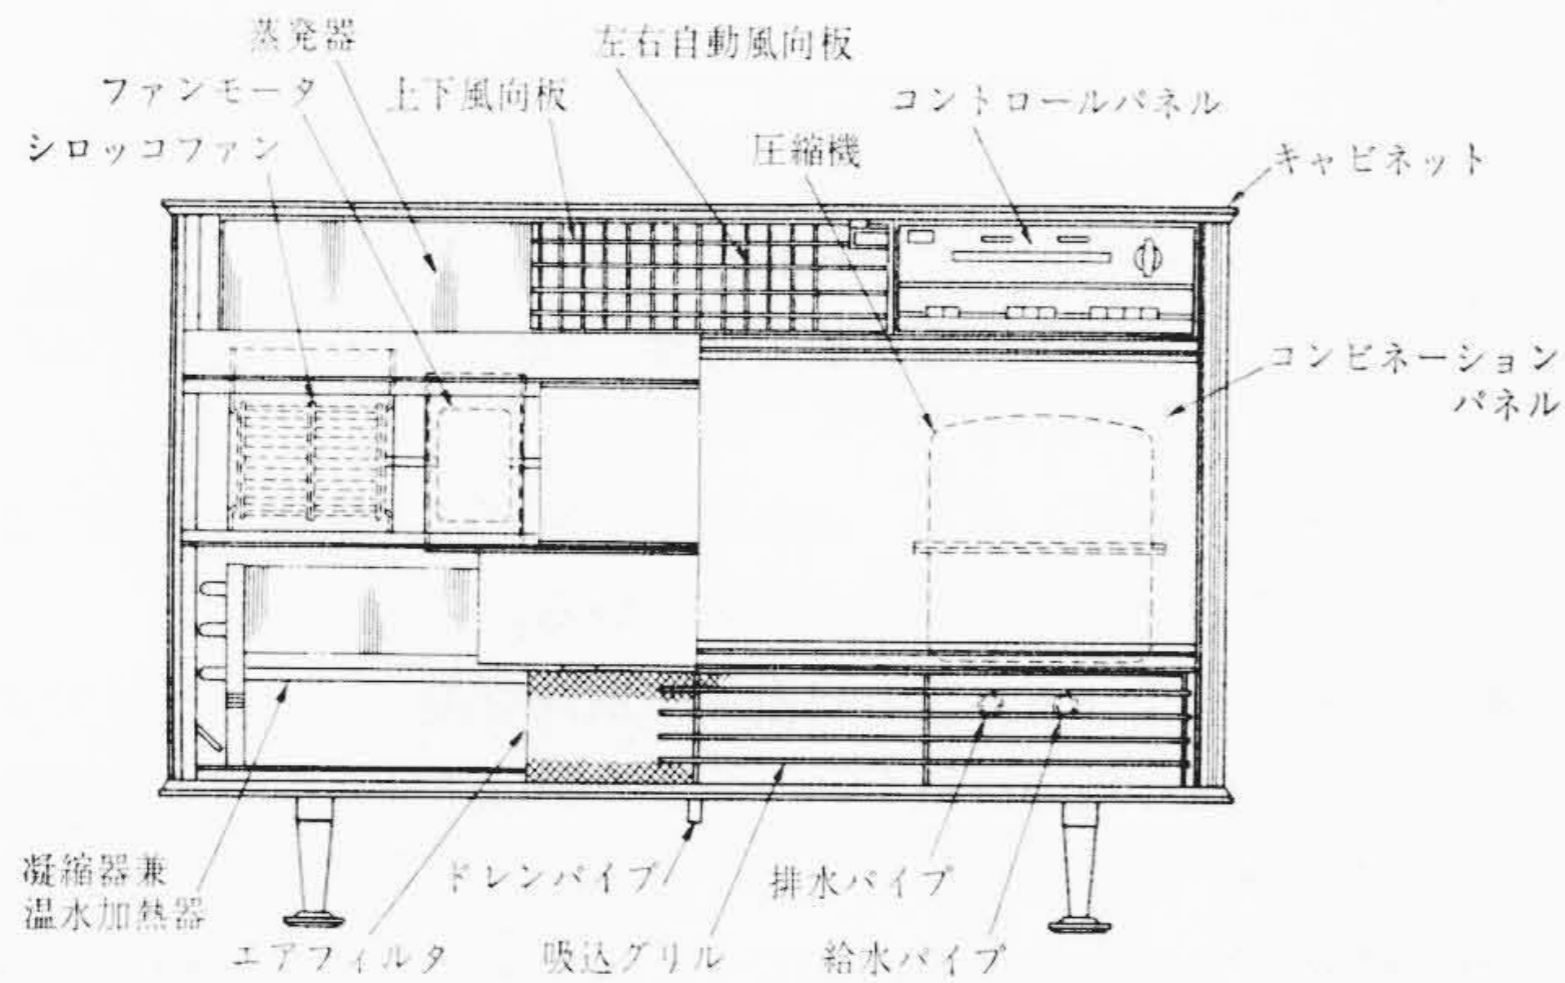 蒸発器
左右自動風向板
ファンモータ
上下風向板
コントロールパネル
シロッコファン
圧縮機
キャビネット
コンビネーション
パネル
凝縮器兼
温水加熱器
ドレンパイプ
排水パイプ
エアフィルタ
吸込グリル
給水パイプ